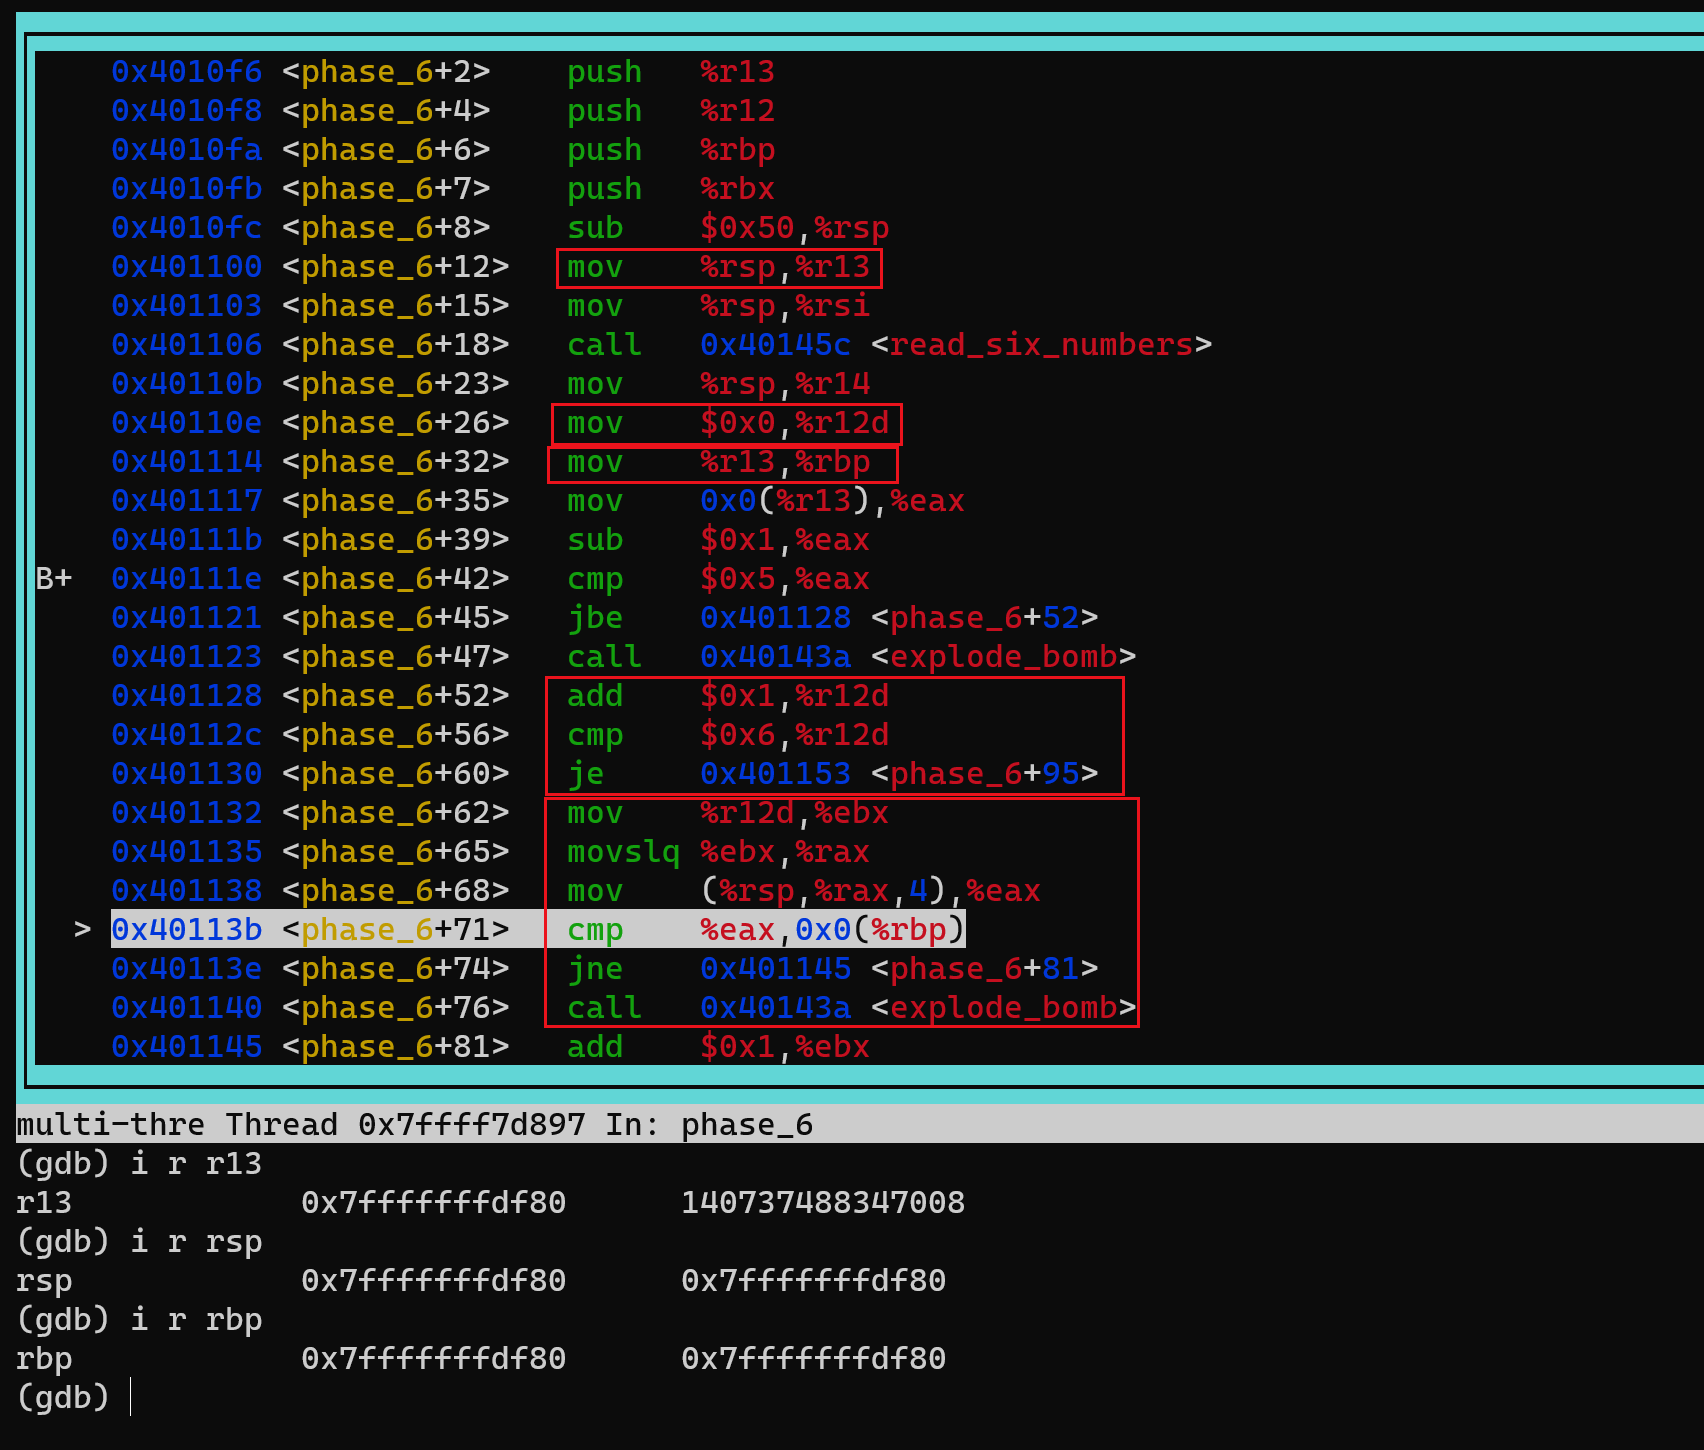 0x4010f6 <phase_6+2> push %r13
0x4010f8 <phase_6+4> push %r12
0x4010fa <phase_6+6> push %rbp
0x4010fb <phase_6+7> push %rbx
0x4010fc <phase_6+8> sub $0x50,%rsp
0x401100 <phase_6+12> mov %rsp,%r13
0x401103 <phase_6+15> mov %rsp,%rsi
0x401106 <phase_6+18> call 0x40145c <read_six_numbers>
0x40110b <phase_6+23> mov %rsp,%r14
0x40110e <phase_6+26> mov $0x0,%r12d
0x401114 <phase_6+32> mov %r13,%rbp
0x401117 <phase_6+35> mov 0x0(%r13),%eax
0x40111b <phase_6+39> sub $0x1,%eax
B+ 0x40111e <phase_6+42> cmp $0x5,%eax
0x401121 <phase_6+45> jbe 0x401128 <phase_6+52>
0x401123 <phase_6+47> call 0x40143a <explode_bomb>
0x401128 <phase_6+52> add $0x1,%r12d
0x40112c <phase_6+56> cmp $0x6,%r12d
0x401130 <phase_6+60> je 0x401153 <phase_6+95>
0x401132 <phase_6+62> mov %r12d,%ebx
0x401135 <phase_6+65> movslq %ebx,%rax
0x401138 <phase_6+68> mov (%rsp,%rax,4),%eax
> 0x40113b <phase_6+71> cmp %eax,0x0(%rbp)
0x40113e <phase_6+74> jne 0x401145 <phase_6+81>
0x401140 <phase_6+76> call 0x40143a <explode_bomb>
0x401145 <phase_6+81> add $0x1,%ebx
multi-thre Thread 0x7ffff7d897 In: phase_6
(gdb) i r r13
r13 0x7fffffffdf80 140737488347008
(gdb) i r rsp
rsp 0x7fffffffdf80 0x7fffffffdf80
(gdb) i r rbp
rbp 0x7fffffffdf80 0x7fffffffdf80
(gdb)